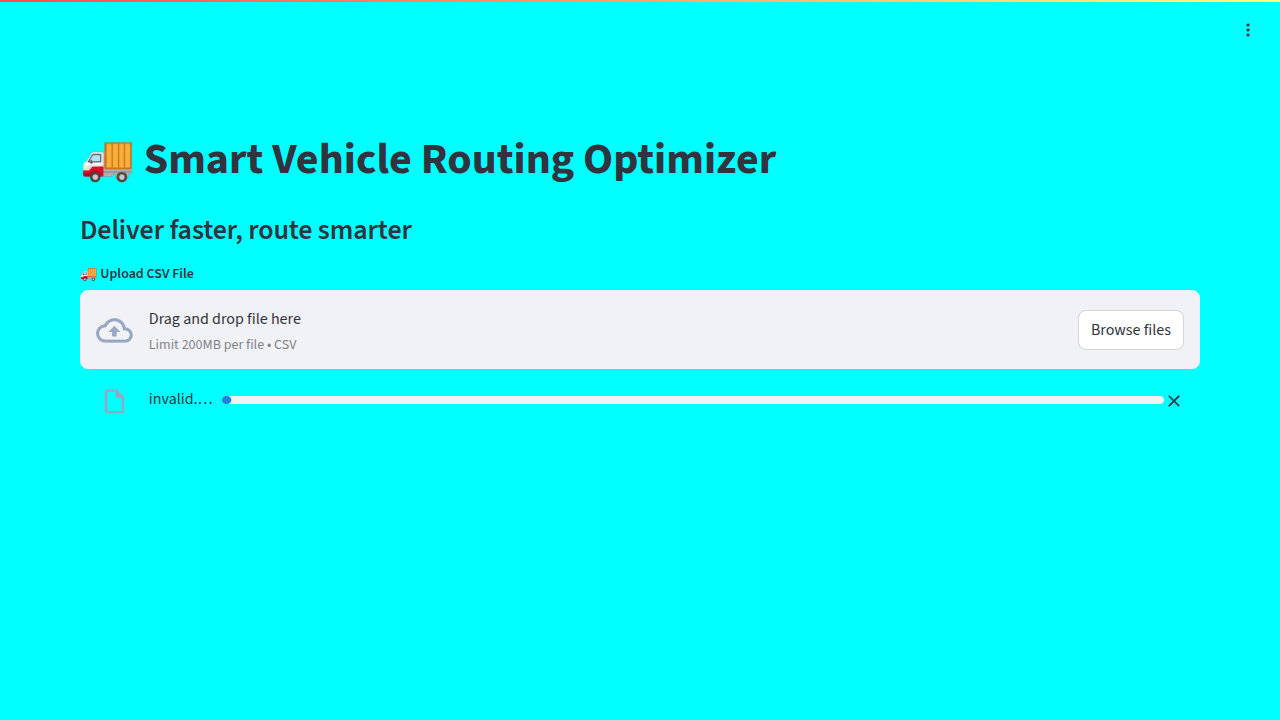 🚚 Smart Vehicle Routing Optimizer
Deliver faster, route smarter
🚚 Upload CSV File
Drag and drop file here
Limit 200MB per file • CSV
Browse files
invalid.…